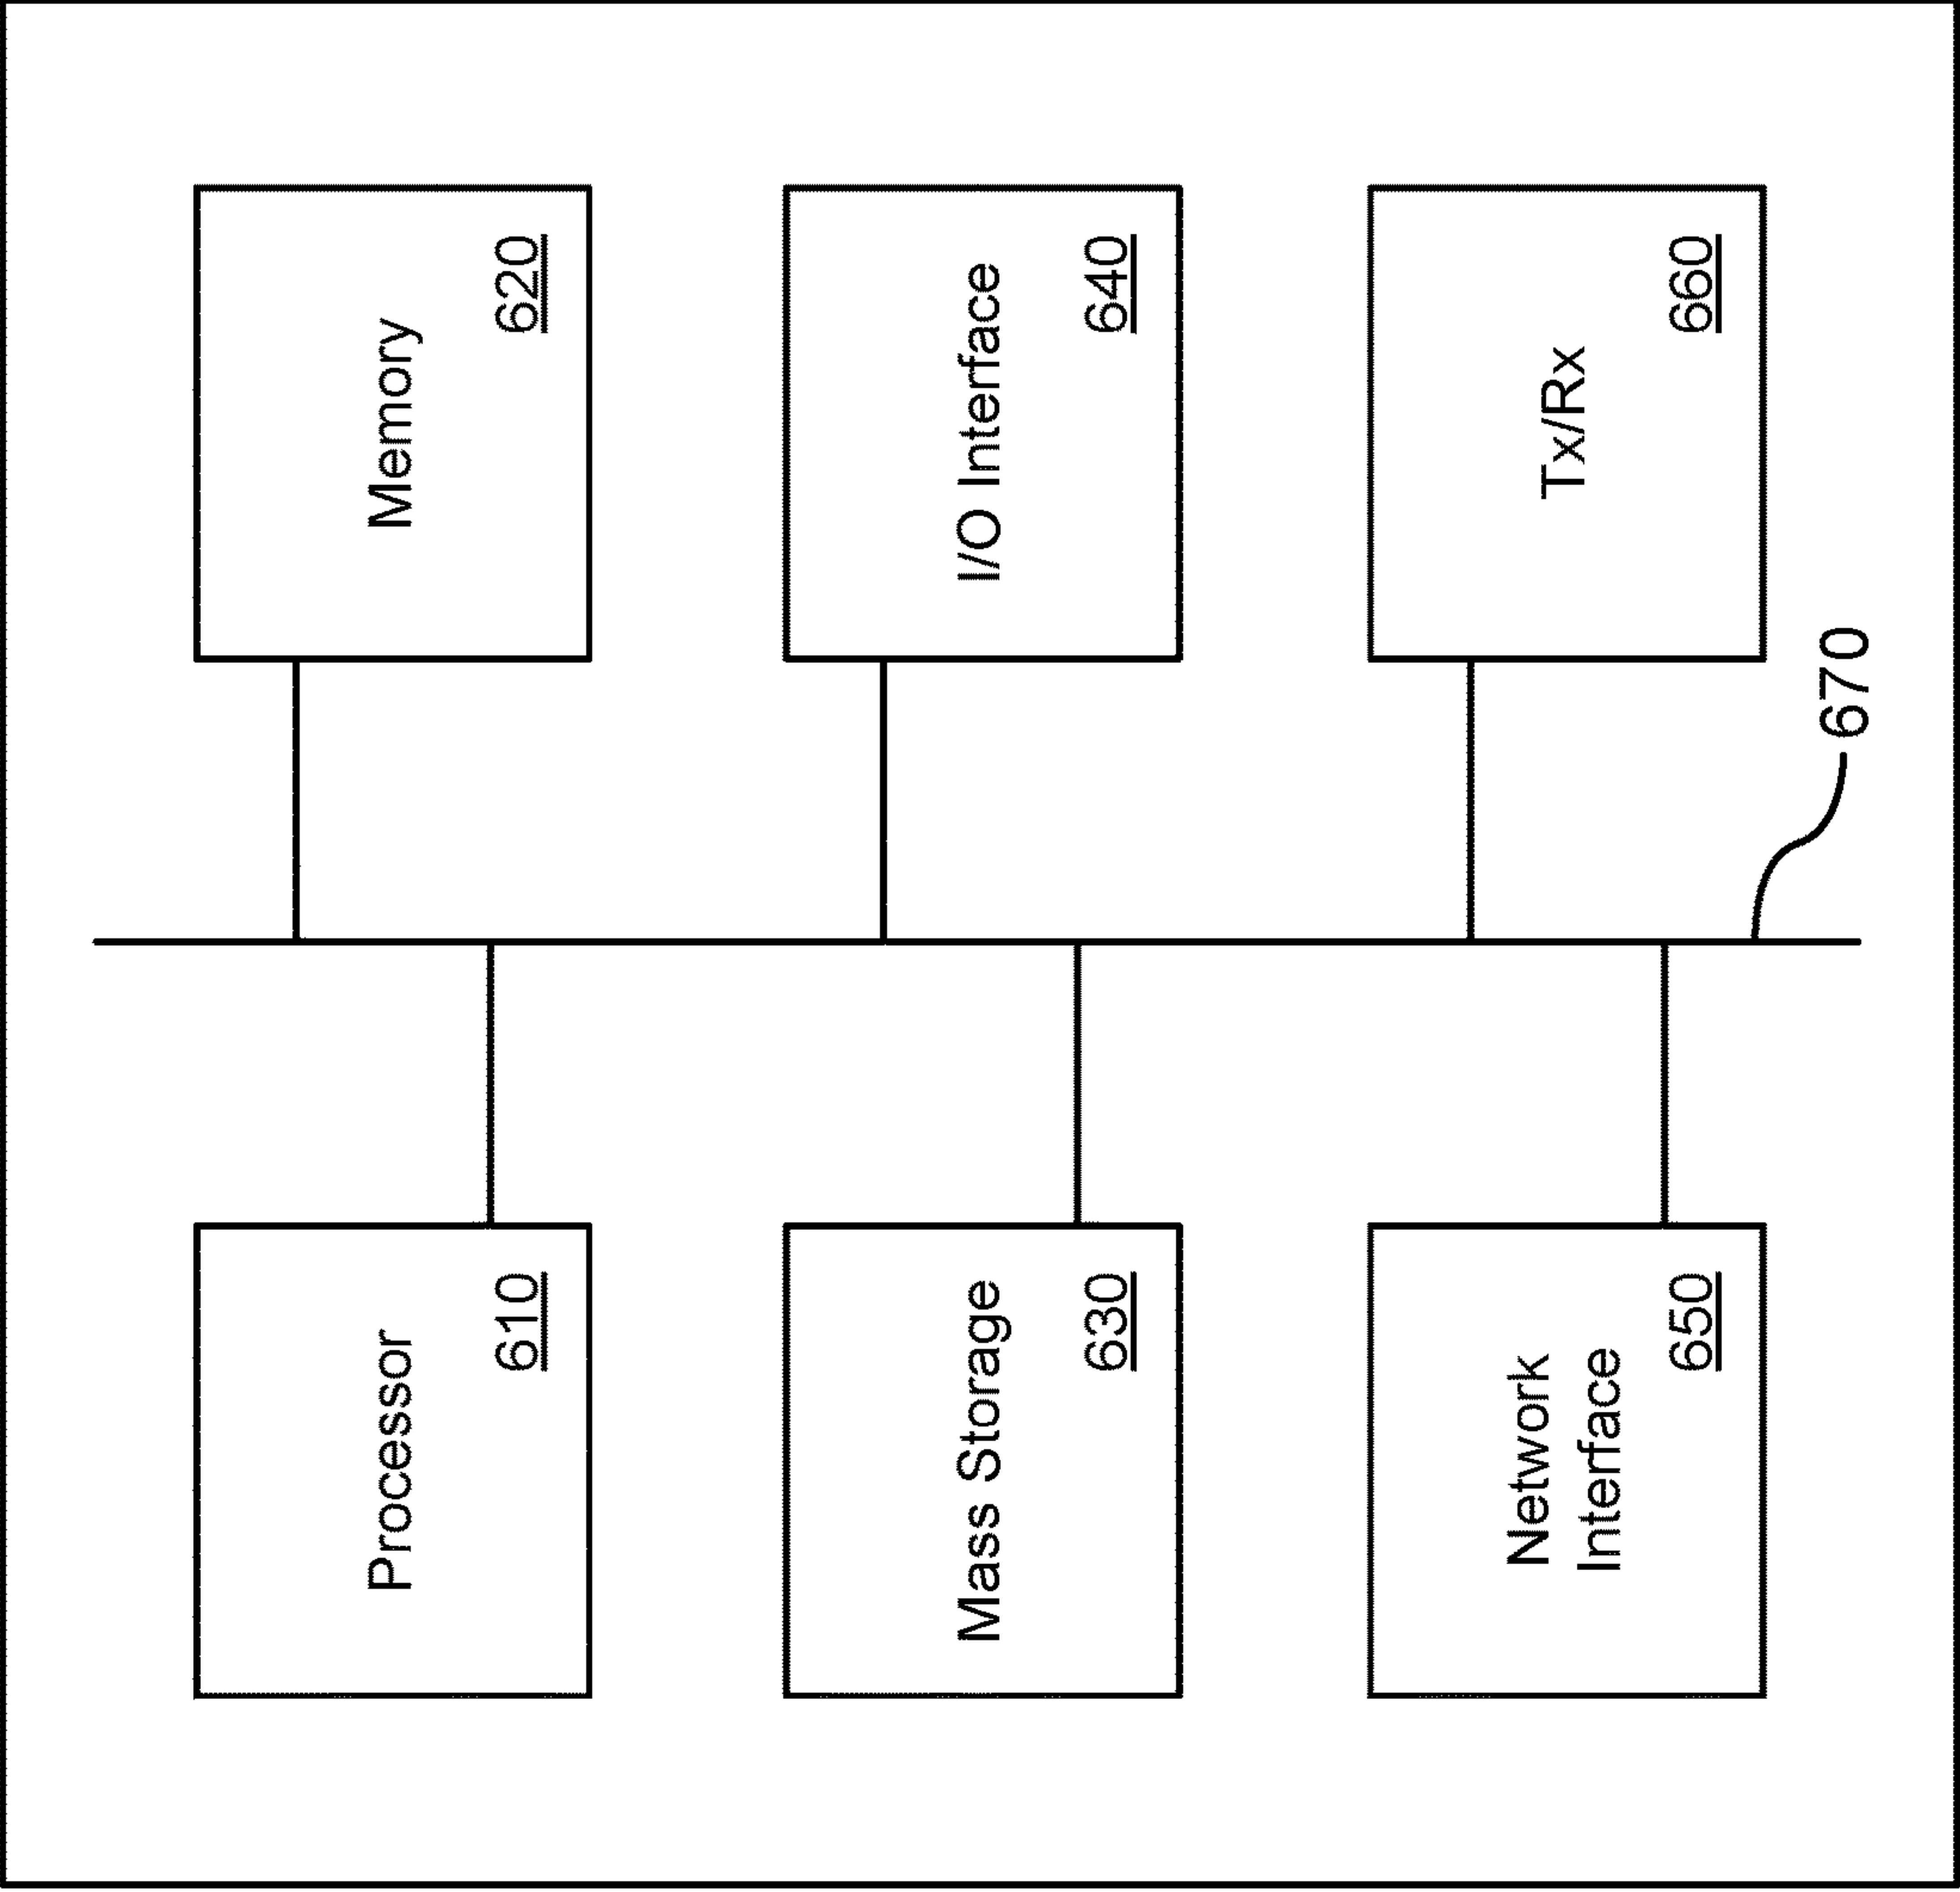 Processor
610
Memory
620
Mass Storage
630
I/O Interface
640
Network
Interface
650
Tx/Rx
660
670